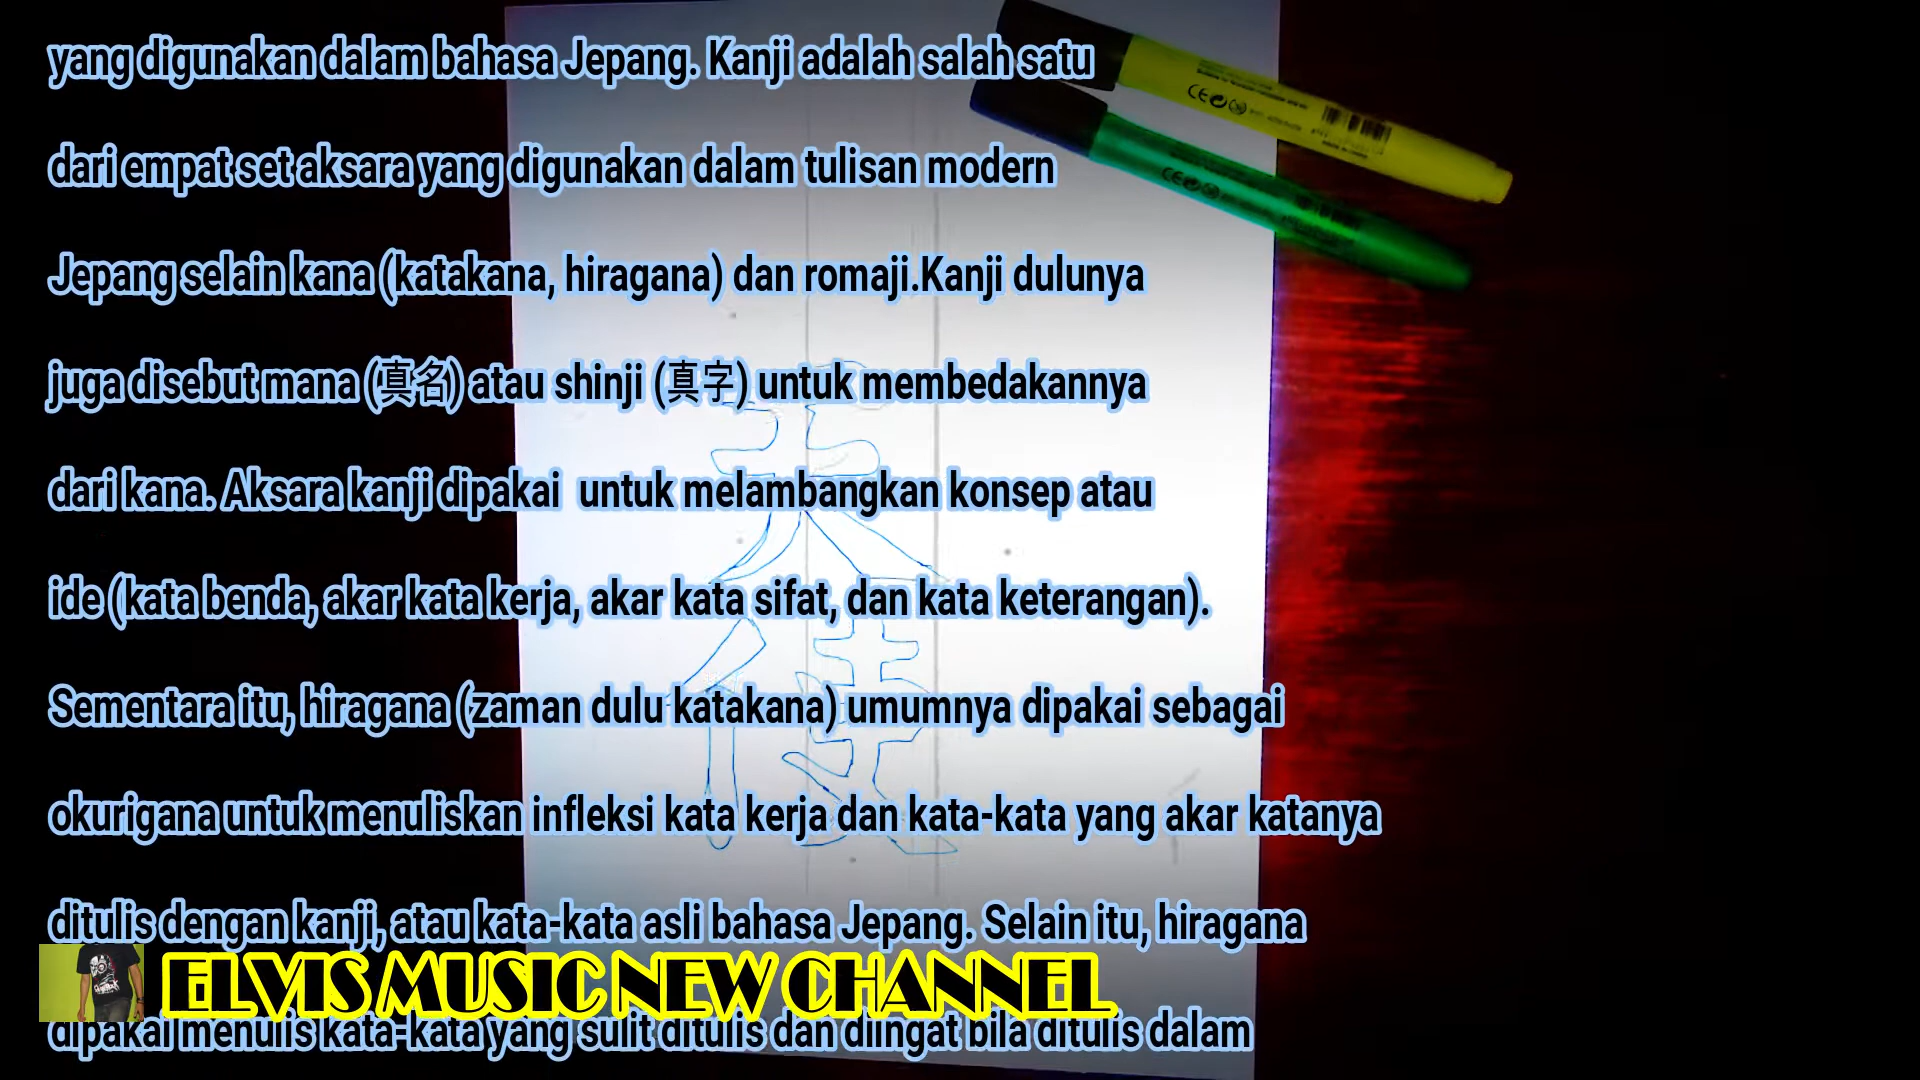 yang digunakan dalam bahasa Jepang. Kanji adalah salah satu
dari empat set aksara yang digunakan dalam tulisan modern
Jepang selain kana (katakana, hiragana) dan romaji.Kanji dulunya
juga disebut mana (真名) atau shinji (真字) untuk membedakannya
dari kana. Aksara kanji dipakai  untuk melambangkan konsep atau
ide (kata benda, akar kata kerja, akar kata sifat, dan kata keterangan).
Sementara itu, hiragana (zaman dulu katakana) umumnya dipakai sebagai
okurigana untuk menuliskan infleksi kata kerja dan kata-kata yang akar katanya
ditulis dengan kanji, atau kata-kata asli bahasa Jepang. Selain itu, hiragana
ELVIS MUSIC NEW CHANNEL
dipakai menulis kata-kata yang sulit ditulis dan diingat bila ditulis dalam